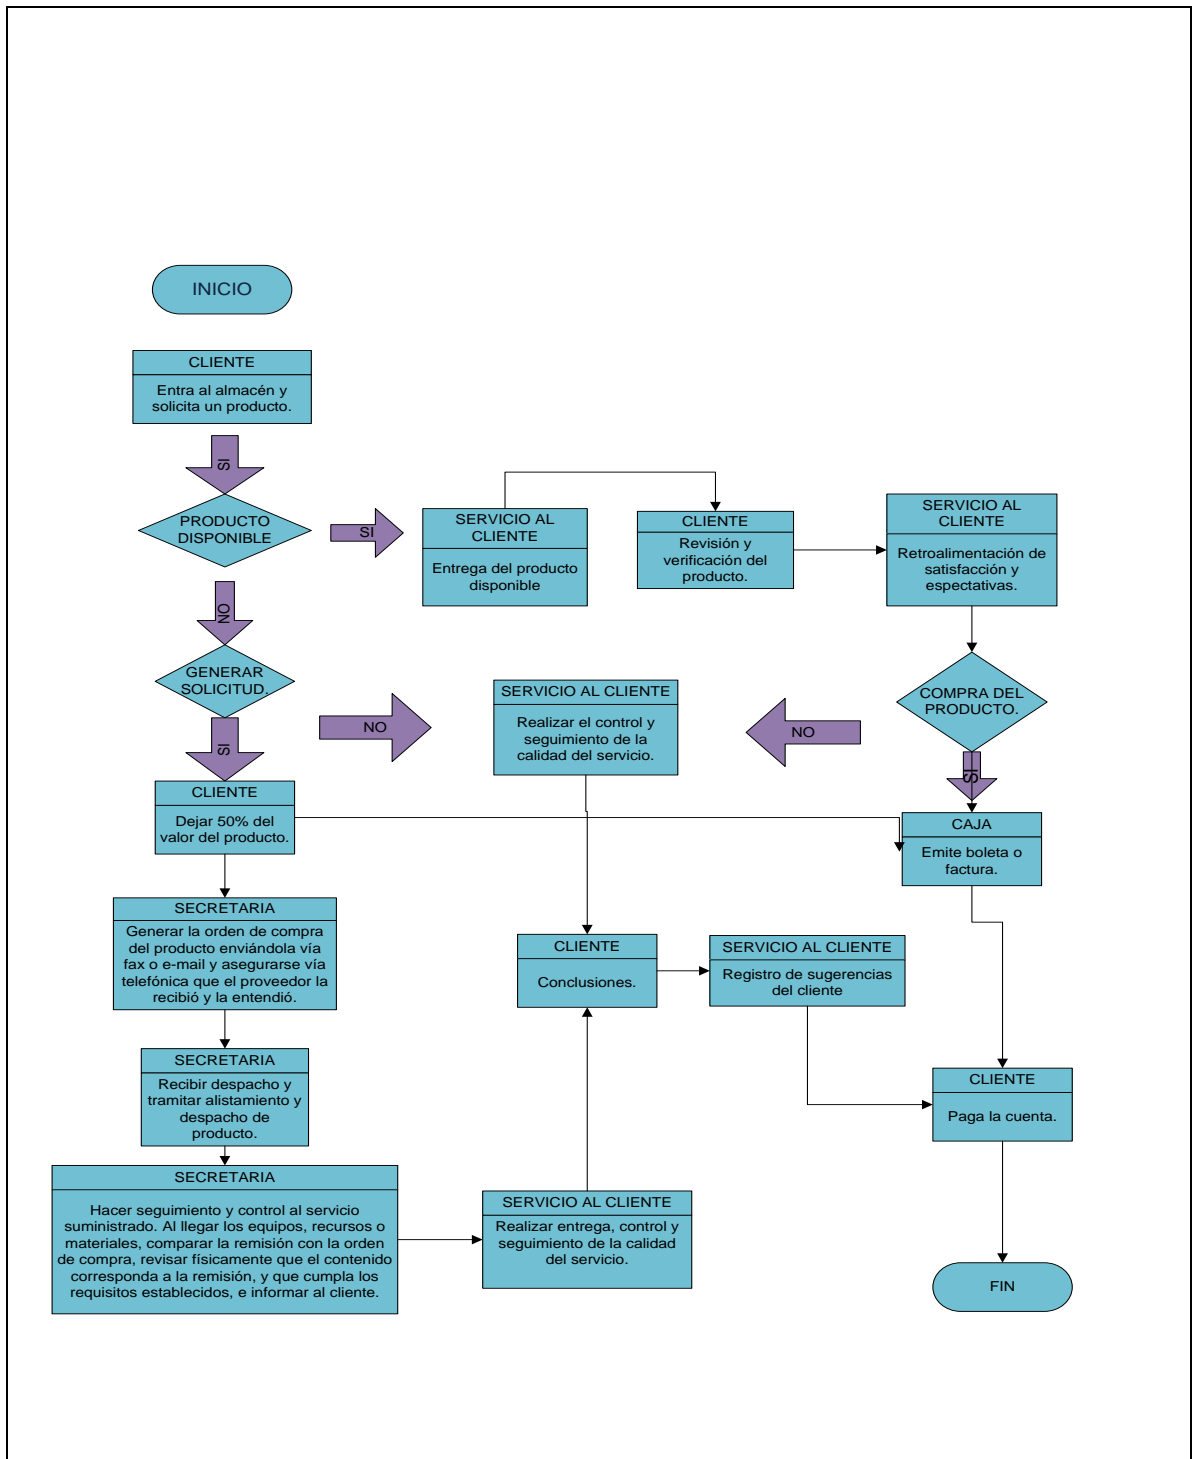 INICIO
CLIENTE
Entra al almacén y
solicita un producto.
SI
PRODUCTO
DISPONIBLE
SI
SERVICIO AL
CLIENTE
Entrega del producto
disponible
CLIENTE
Revisión y
verificación del
producto.
SERVICIO AL
CLIENTE
Retroalimentación de
satisfacción y
espectativas.
NO
GENERAR
SOLICITUD.
NO
SERVICIO AL CLIENTE
Realizar el control y
seguimiento de la
calidad del servicio.
NO
COMPRA DEL
PRODUCTO.
SI
SI
CLIENTE
Dejar 50% del
valor del producto.
CAJA
Emite boleta o
factura.
SECRETARIA
Generar la orden de compra
del producto enviándola vía
fax o e-mail y asegurarse vía
telefónica que el proveedor la
recibió y la entendió.
CLIENTE
Conclusiones.
SERVICIO AL CLIENTE
Registro de sugerencias
del cliente
SECRETARIA
Recibir despacho y
tramitar alistamiento y
despacho de
producto.
CLIENTE
Paga la cuenta.
SECRETARIA
Hacer seguimiento y control al servicio
suministrado. Al llegar los equipos, recursos o
materiales, comparar la remisión con la orden
de compra, revisar físicamente que el contenido
corresponda a la remisión, y que cumpla los
requisitos establecidos, e informar al cliente.
SERVICIO AL CLIENTE
Realizar entrega, control y
seguimiento de la calidad
del servicio.
FIN